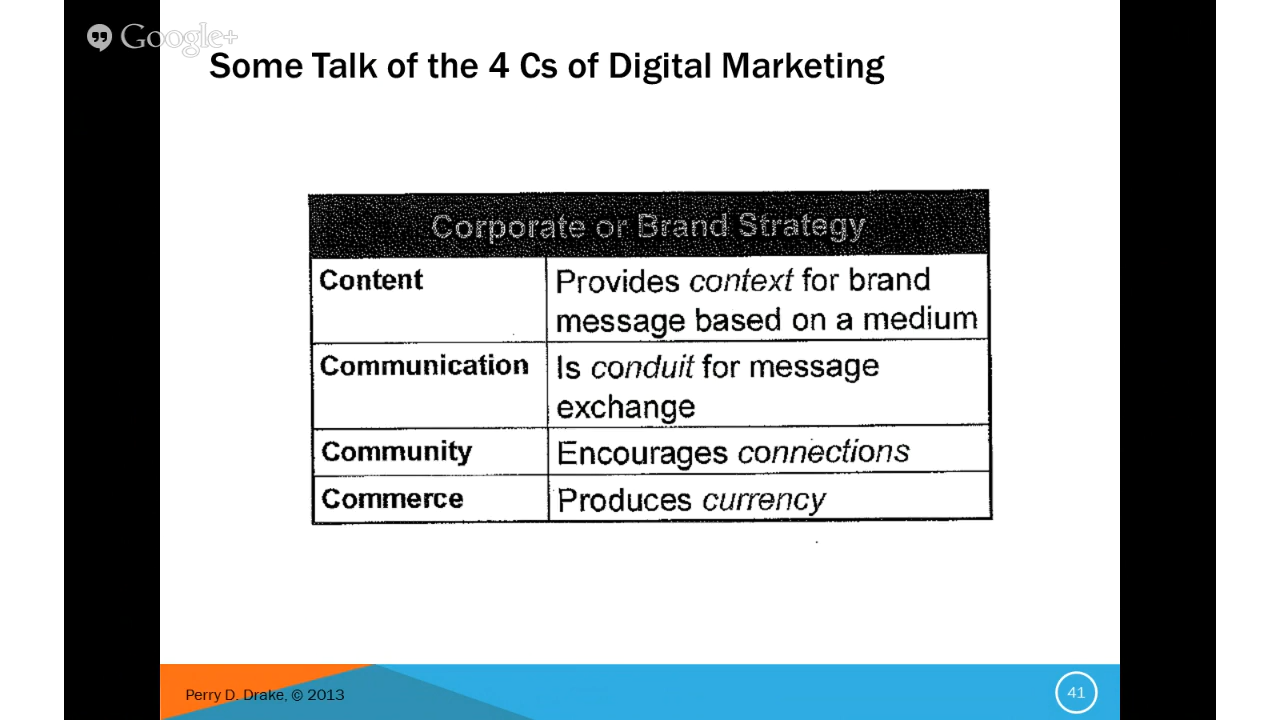 Google+
Some Talk of the 4 Cs of Digital Marketing
Corporate or Brand Strategy
Content
Provides context for brand
message based on a medium
Communication
Is conduit for message
exchange
Community
Encourages connections
Commerce
Produces currency
Perry D. Drake, © 2013
41